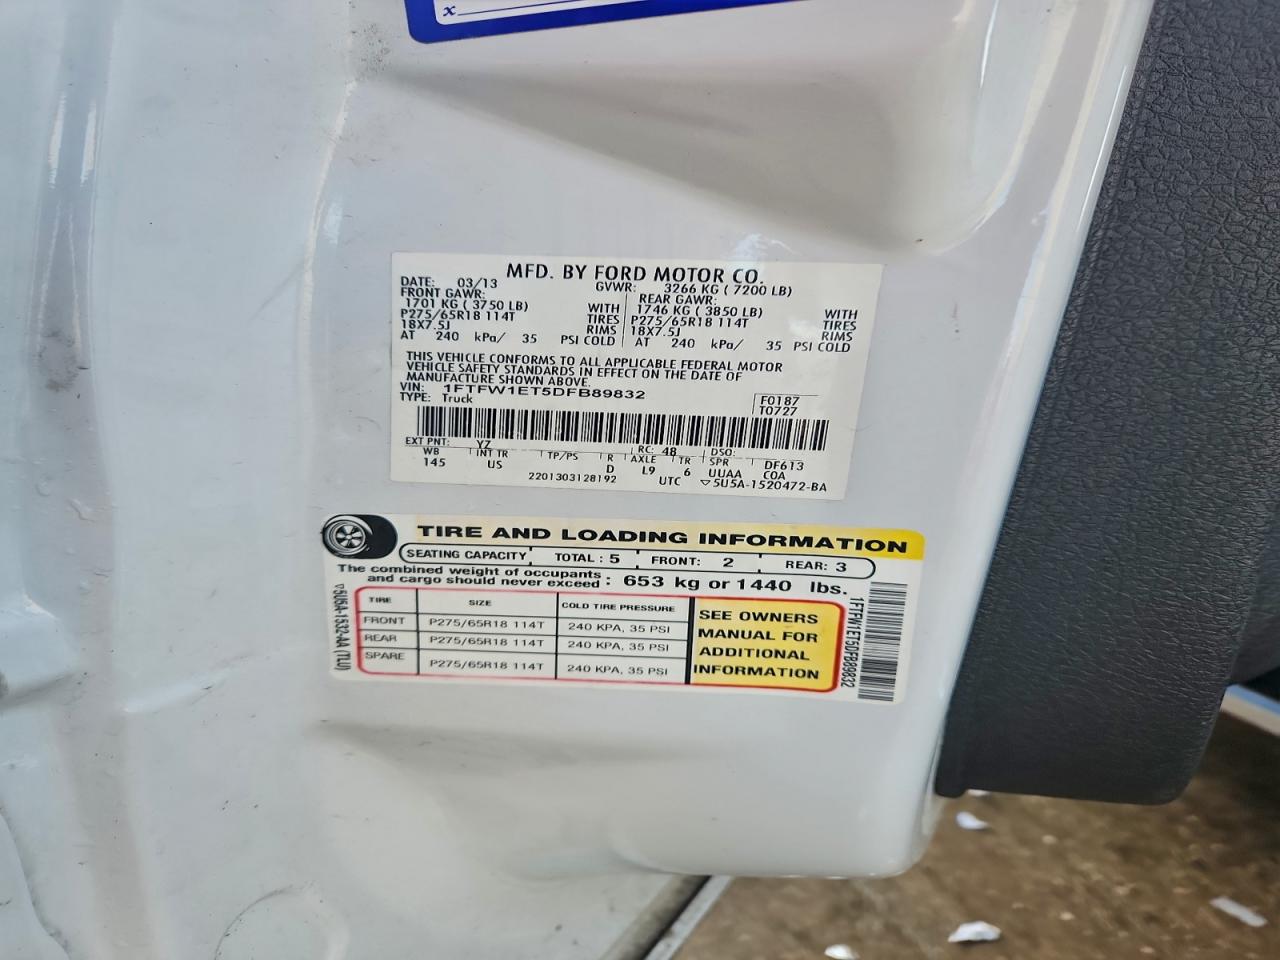 x
MFD. BY FORD MOTOR CO.
DATE: 03/13 GVWR: 3266 KG ( 7200 LB)
FRONT GAWR: REAR GAWR:
1701 KG ( 3750 LB) WITH 1746 KG ( 3850 LB) WITH
P275/65R18 114T TIRES P275/65R18 114T TIRES
18X7.5J RIMS 18X7.5J RIMS
AT 240 kPa/ 35 PSI COLD AT 240 kPa/ 35 PSI COLD
THIS VEHICLE CONFORMS TO ALL APPLICABLE FEDERAL MOTOR
VEHICLE SAFETY STANDARDS IN EFFECT ON THE DATE OF
MANUFACTURE SHOWN ABOVE.
VIN: 1FTFW1ET5DFB89832 F0187
TYPE: Truck T0727
EXT PNT: YZ RC: 48 DSO:
WB INT TR TP/PS R AXLE TR SPR DF613
145 US D L9 6 UUAA COA
2201303128192 UTC ▽5U5A-1520472-BA
TIRE AND LOADING INFORMATION
SEATING CAPACITY TOTAL : 5 FRONT: 2 REAR: 3
The combined weight of occupants
and cargo should never exceed : 653 kg or 1440 lbs.
TIRE SIZE COLD TIRE PRESSURE
FRONT P275/65R18 114T 240 KPA, 35 PSI
REAR P275/65R18 114T 240 KPA, 35 PSI
SPARE P275/65R18 114T 240 KPA, 35 PSI
SEE OWNERS
MANUAL FOR
ADDITIONAL
INFORMATION
▽5U5A-1532-AA (TLU)
1FTFW1ET5DFB89832